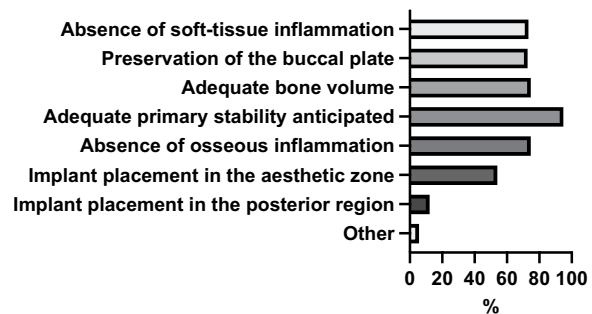 Absence of soft-tissue inflammation
Preservation of the buccal plate
Adequate bone volume
Adequate primary stability anticipated
Absence of osseous inflammation
Implant placement in the aesthetic zone
Implant placement in the posterior region
Other
0 20 40 60 80 100
%